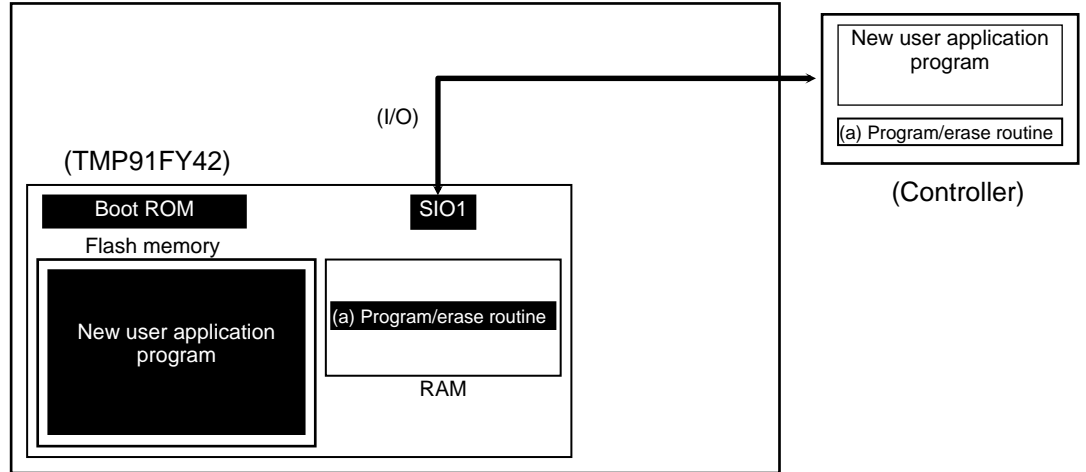 New user application
program
(a) Program/erase routine
(Controller)
(I/O)
(TMP91FY42)
Boot ROM
SIO1
Flash memory
New user application
program
(a) Program/erase routine
RAM